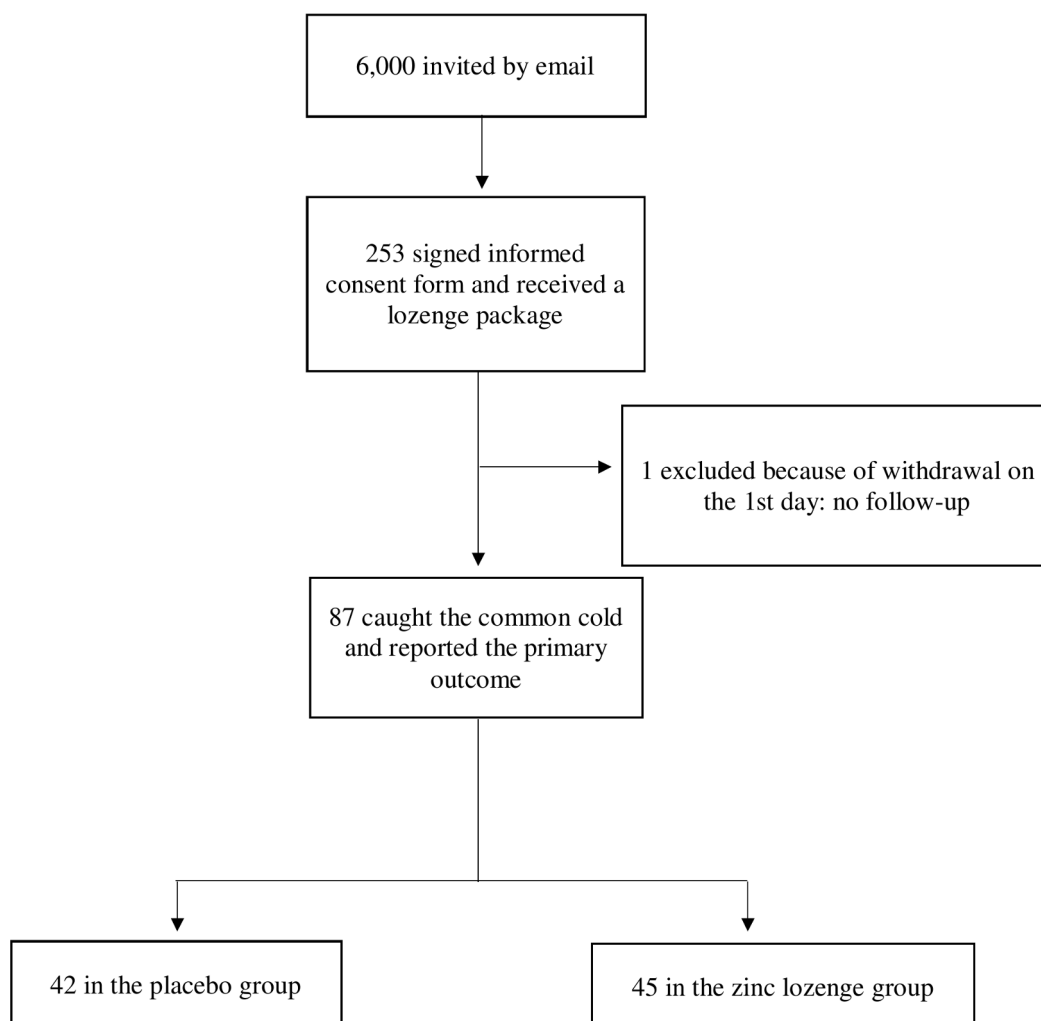 6,000 invited by email
253 signed informed
consent form and received a
lozenge package
1 excluded because of withdrawal on
the 1st day: no follow-up
87 caught the common cold
and reported the primary
outcome
42 in the placebo group
45 in the zinc lozenge group